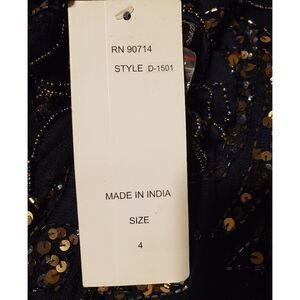 RN 90714
STYLE D-1501
MADE IN INDIA
SIZE
4